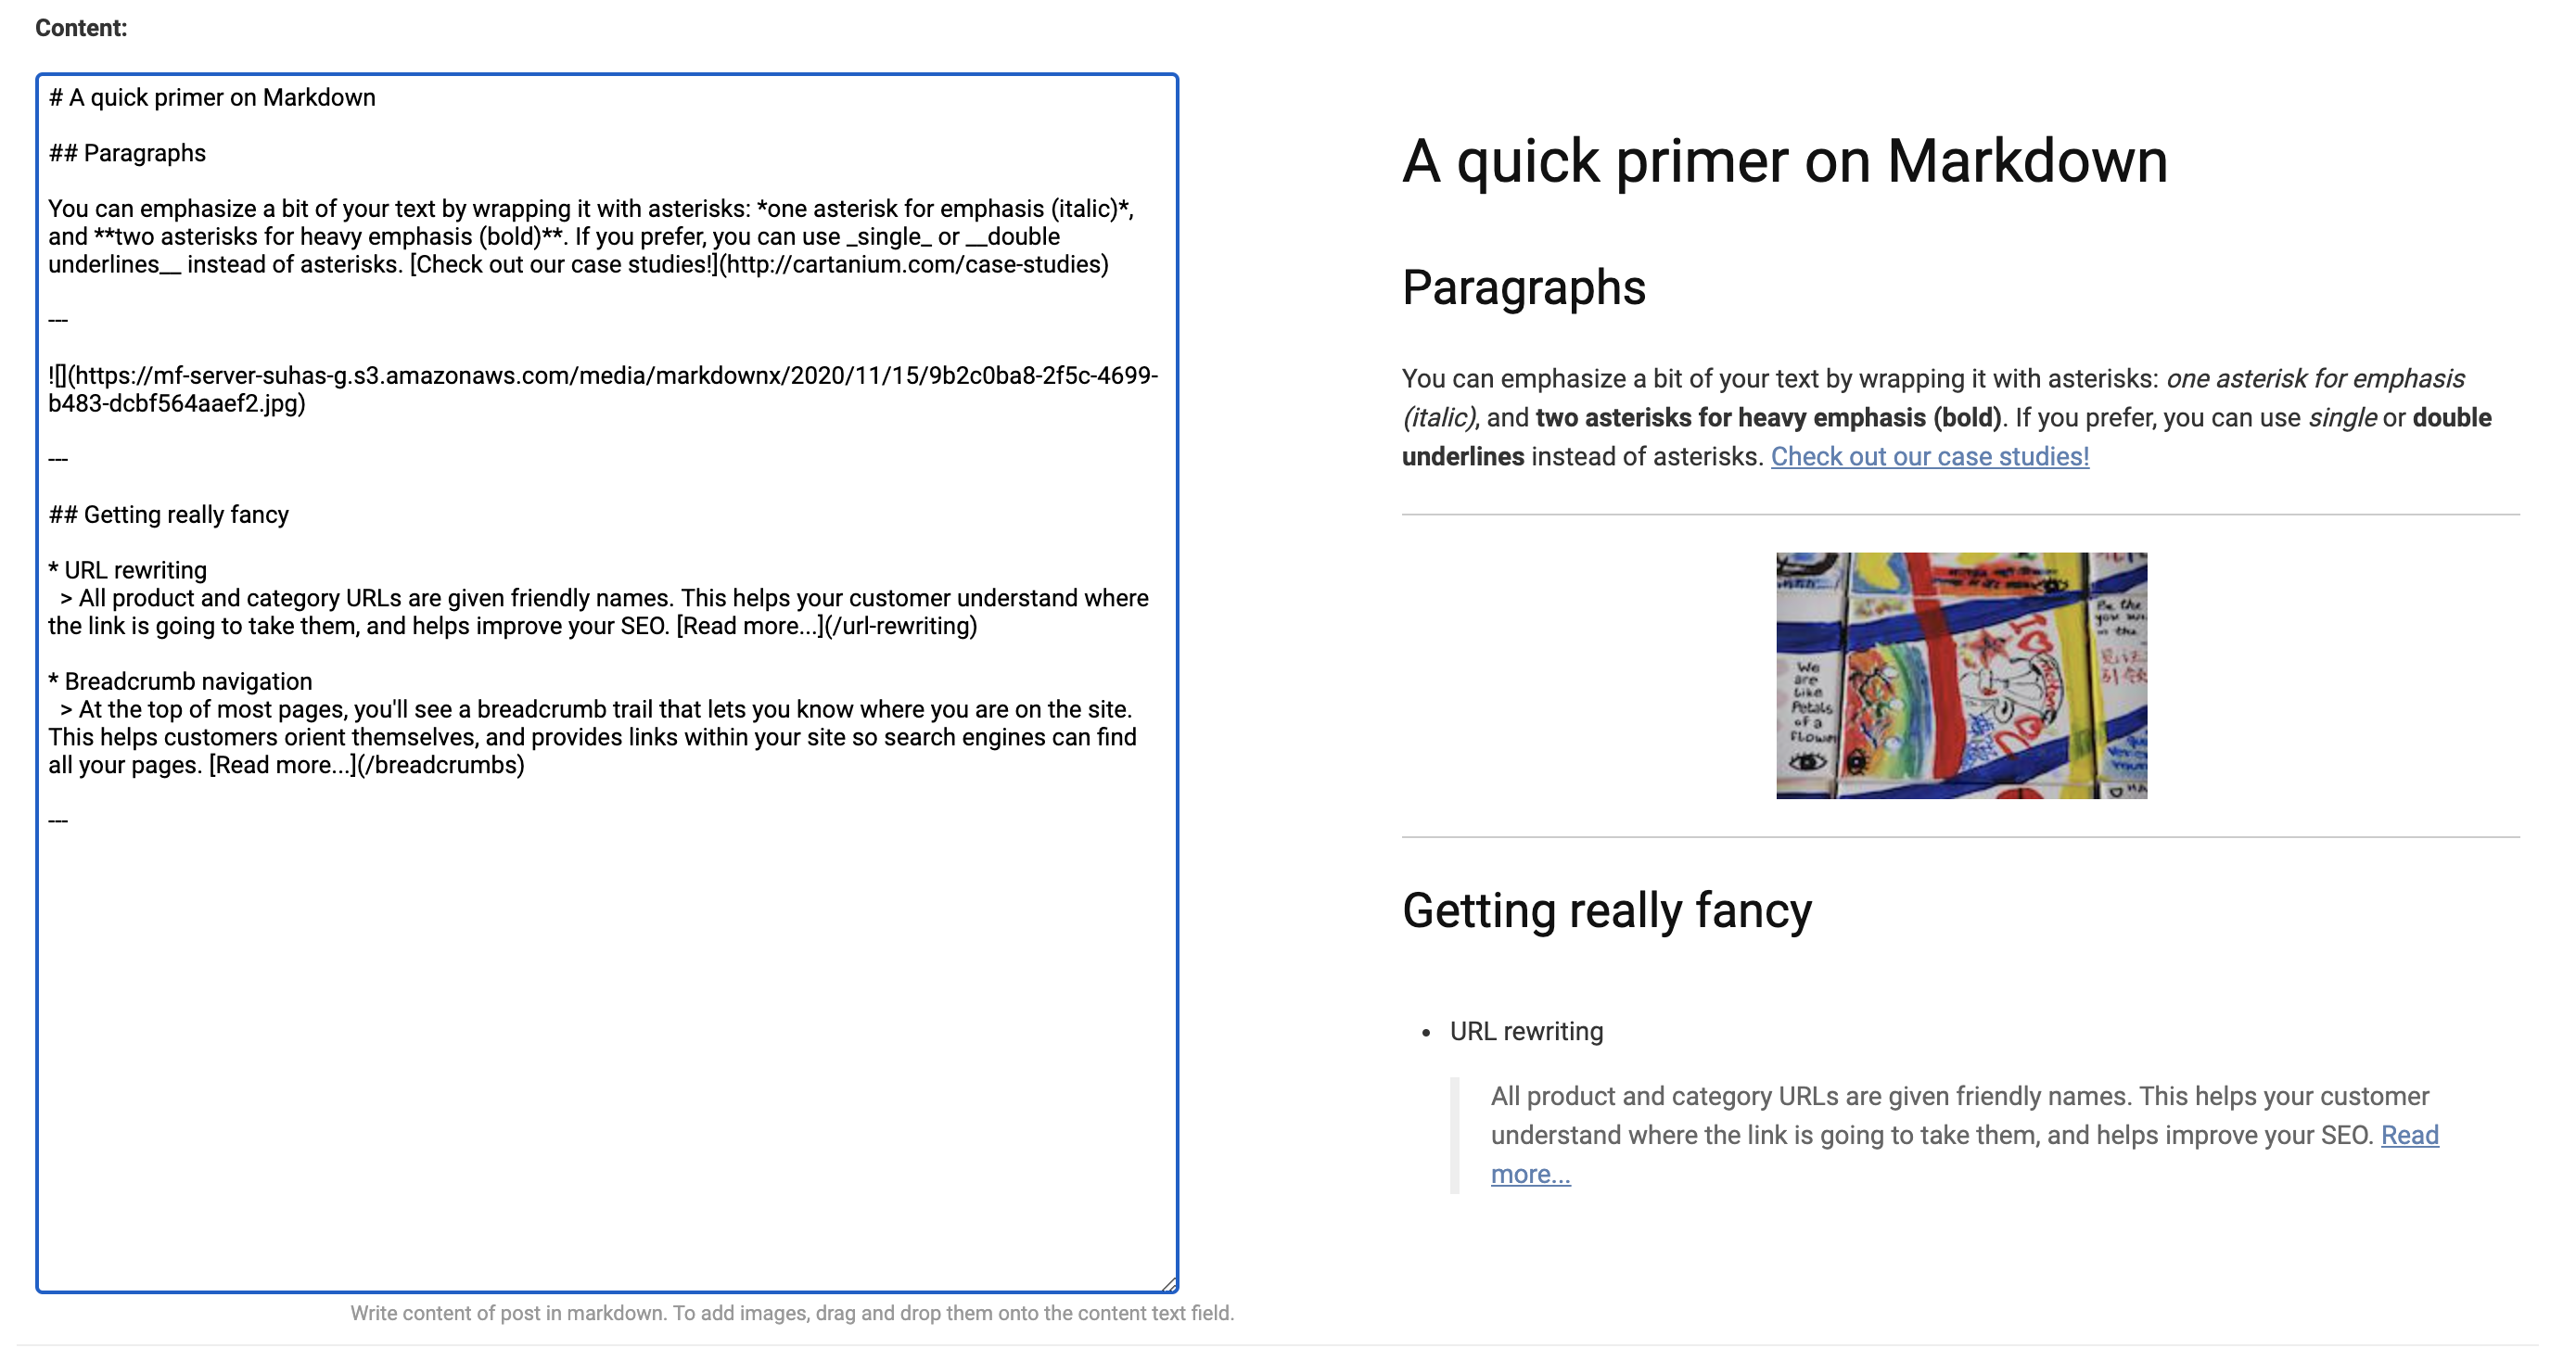 Content:
# A quick primer on Markdown
## Paragraphs
You can emphasize a bit of your text by wrapping it with asterisks: *one asterisk for emphasis (italic)*,
and **two asterisks for heavy emphasis (bold)**. If you prefer, you can use _single_ or __double
underlines__ instead of asterisks. [Check out our case studies!](http://cartanium.com/case-studies)
---
![](https://mf-server-suhas-g.s3.amazonaws.com/media/markdownx/2020/11/15/9b2c0ba8-2f5c-4699-
b483-dcbf564aaef2.jpg)
---
## Getting really fancy
* URL rewriting
> All product and category URLs are given friendly names. This helps your customer understand where
the link is going to take them, and helps improve your SEO. [Read more...](/url-rewriting)
* Breadcrumb navigation
> At the top of most pages, you'll see a breadcrumb trail that lets you know where you are on the site.
This helps customers orient themselves, and provides links within your site so search engines can find
all your pages. [Read more...](/breadcrumbs)
---
Write content of post in markdown. To add images, drag and drop them onto the content text field.
A quick primer on Markdown
Paragraphs
You can emphasize a bit of your text by wrapping it with asterisks: one asterisk for emphasis
(italic), and two asterisks for heavy emphasis (bold). If you prefer, you can use single or double
underlines instead of asterisks. Check out our case studies!
We
are
Like
Petals
of a
Flower
Be the
you
in the
Getting really fancy
• URL rewriting
All product and category URLs are given friendly names. This helps your customer
understand where the link is going to take them, and helps improve your SEO. Read
more...